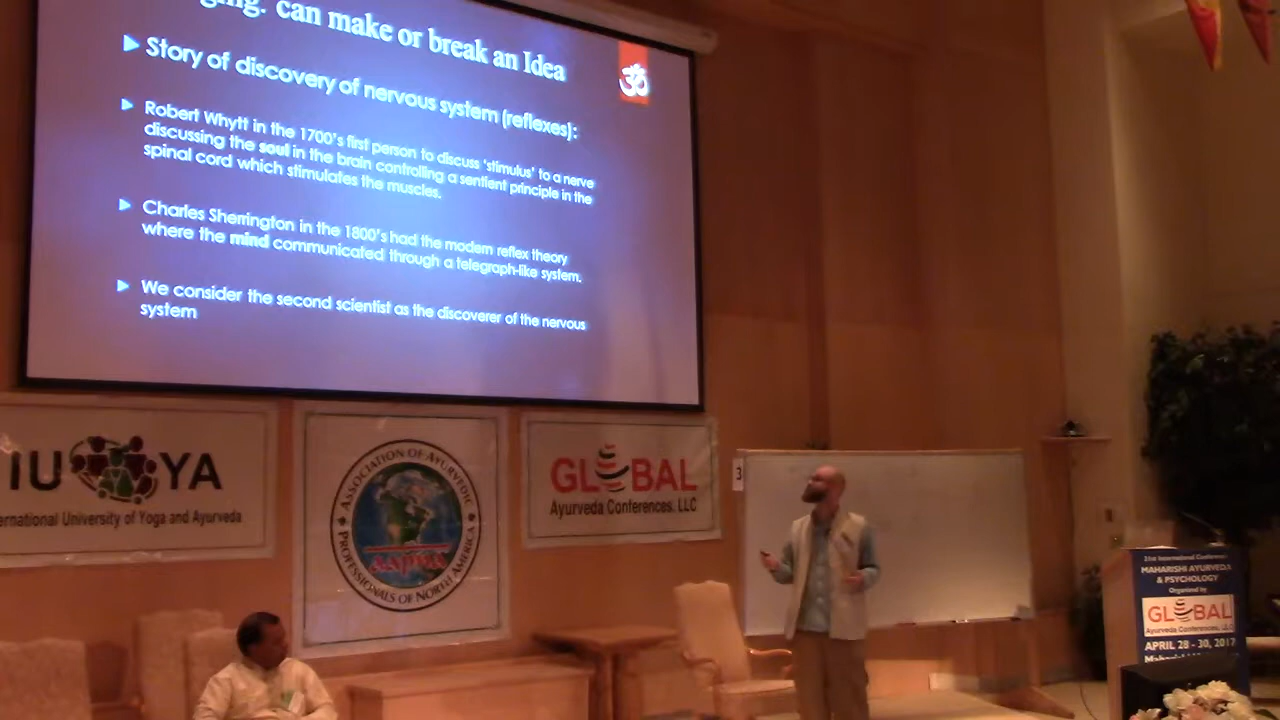 can make or break an Idea
Story of discovery of nervous system (reflexes):
Robert Whytt in the 1700's first person to discuss 'stimulus' to a nerve
discussing the soul in the brain controlling a sentient principle in the
spinal cord which stimulates the muscles.
Charles Sherrington in the 1800's had the modern reflex theory
where the mind communicated through a telegraph-like system.
We consider the second scientist as the discoverer of the nervous
system
ॐ
IU YA
International University of Yoga and Ayurveda
ASSOCIATION OF AYURVEDIC
PROFESSIONALS OF NORTH AMERICA
AAPNA
GLOBAL
Ayurveda Conferences, LLC
3
31st International Conference
MAHARISHI AYURVEDA
& PSYCHOLOGY
Organized by
GLOBAL
Ayurveda Conferences, LLC
APRIL 28 - 30, 2017